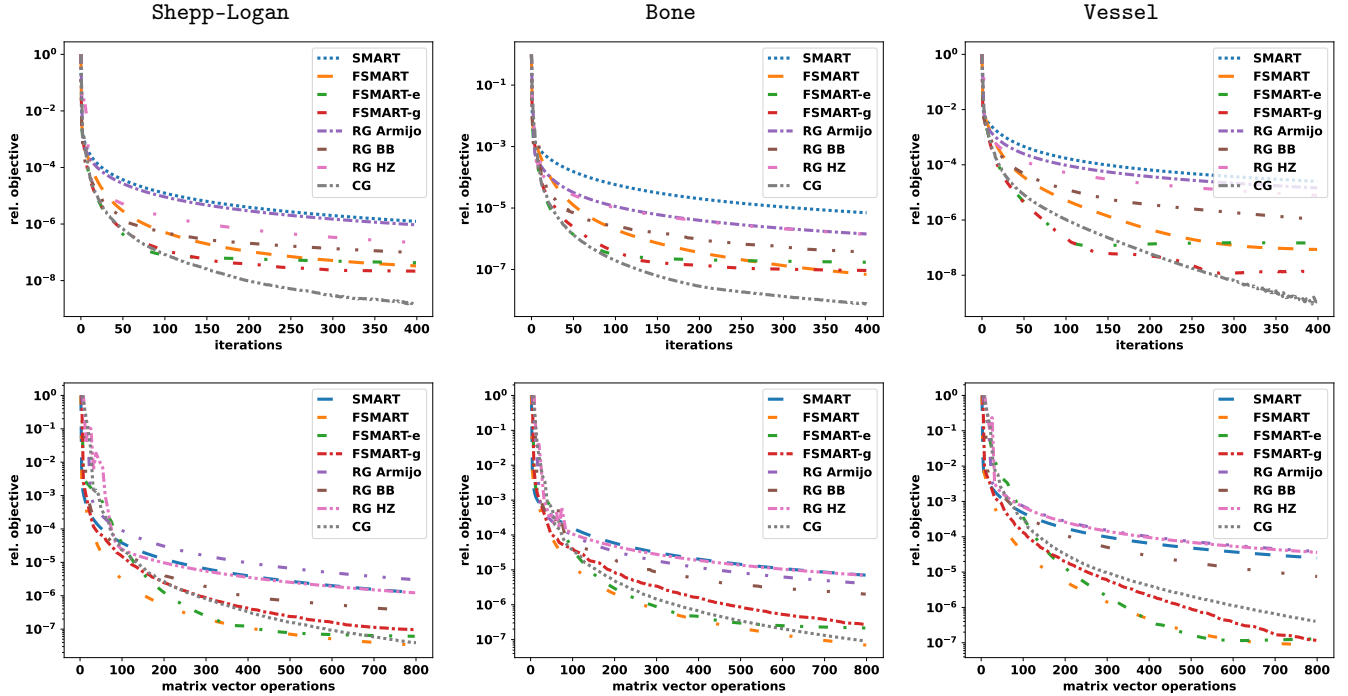 Shepp-Logan
Bone
Vessel
10^0
10^-2
10^-4
10^-6
10^-8
rel. objective
0 50 100 150 200 250 300 350 400
iterations
SMART
FSMART
FSMART-e
FSMART-g
RG Armijo
RG BB
RG HZ
CG
10^-1
10^-3
10^-5
10^-7
rel. objective
0 50 100 150 200 250 300 350 400
iterations
SMART
FSMART
FSMART-e
FSMART-g
RG Armijo
RG BB
RG HZ
CG
10^0
10^-2
10^-4
10^-6
10^-8
rel. objective
0 50 100 150 200 250 300 350 400
iterations
SMART
FSMART
FSMART-e
FSMART-g
RG Armijo
RG BB
RG HZ
CG
10^0
10^-1
10^-2
10^-3
10^-4
10^-5
10^-6
10^-7
rel. objective
0 100 200 300 400 500 600 700 800
matrix vector operations
SMART
FSMART
FSMART-e
FSMART-g
RG Armijo
RG BB
RG HZ
CG
10^0
10^-1
10^-2
10^-3
10^-4
10^-5
10^-6
10^-7
rel. objective
0 100 200 300 400 500 600 700 800
matrix vector operations
SMART
FSMART
FSMART-e
FSMART-g
RG Armijo
RG BB
RG HZ
CG
10^0
10^-1
10^-2
10^-3
10^-4
10^-5
10^-6
10^-7
rel. objective
0 100 200 300 400 500 600 700 800
matrix vector operations
SMART
FSMART
FSMART-e
FSMART-g
RG Armijo
RG BB
RG HZ
CG